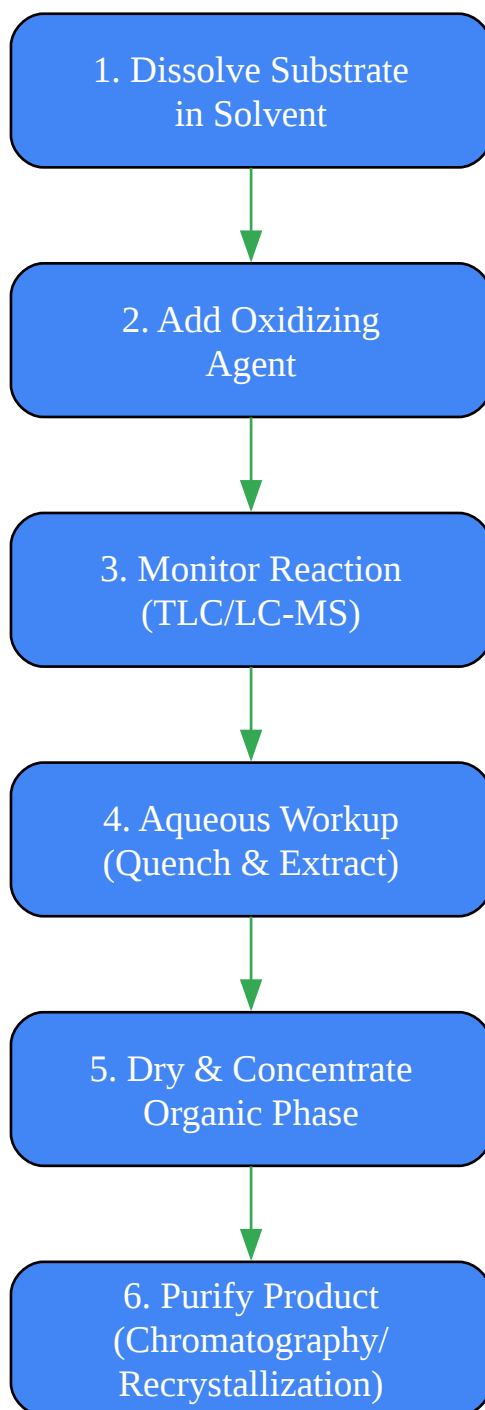 1. Dissolve Substrate
in Solvent
2. Add Oxidizing
Agent
3. Monitor Reaction
(TLC/LC-MS)
4. Aqueous Workup
(Quench & Extract)
5. Dry & Concentrate
Organic Phase
6. Purify Product
(Chromatography/
Recrystallization)